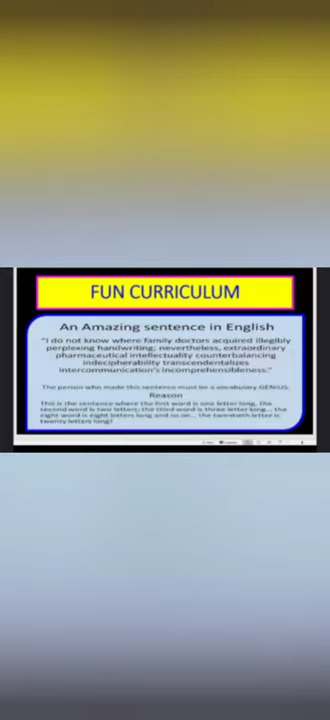 FUN CURRICULUM
An Amazing sentence in English
"I do not know where family doctors acquired illegibly
perplexing handwriting; nevertheless, extraordinary
pharmaceutical intellectuality counterbalancing
indecipherability transcendentalizes
intercommunication's incomprehensibleness."
The person who made this sentence must be a vocabulary GENIUS.
Reason
This is the sentence where the first word is one letter long, the
second word is two letters, the third word is three letter long... the
eight word is eight letters long and so on... the twentieth letter is
twenty letters long!